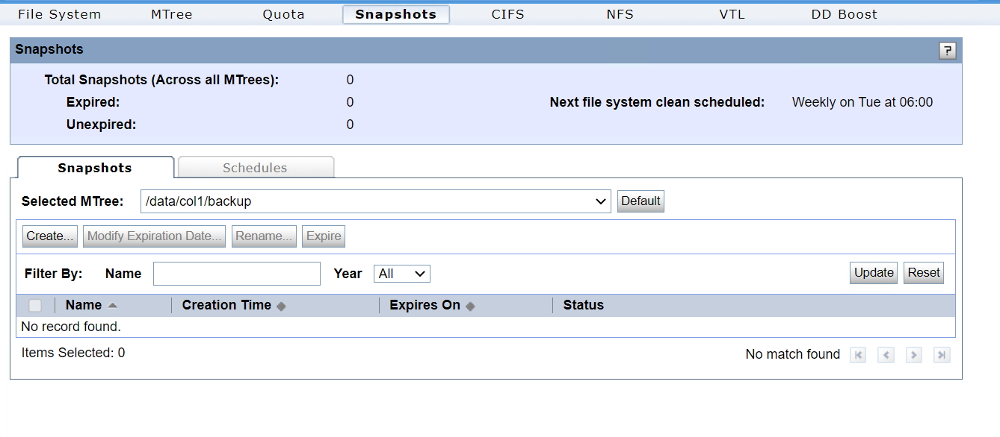 File System MTree Quota Snapshots CIFS NFS VTL DD Boost
Snapshots ?
Total Snapshots (Across all MTrees): 0
Expired: 0 Next file system clean scheduled: Weekly on Tue at 06:00
Unexpired: 0
Snapshots Schedules
Selected MTree: /data/col1/backup Default
Create... Modify Expiration Date... Rename... Expire
Filter By: Name Year All Update Reset
Name Creation Time Expires On Status
No record found.
Items Selected: 0 No match found